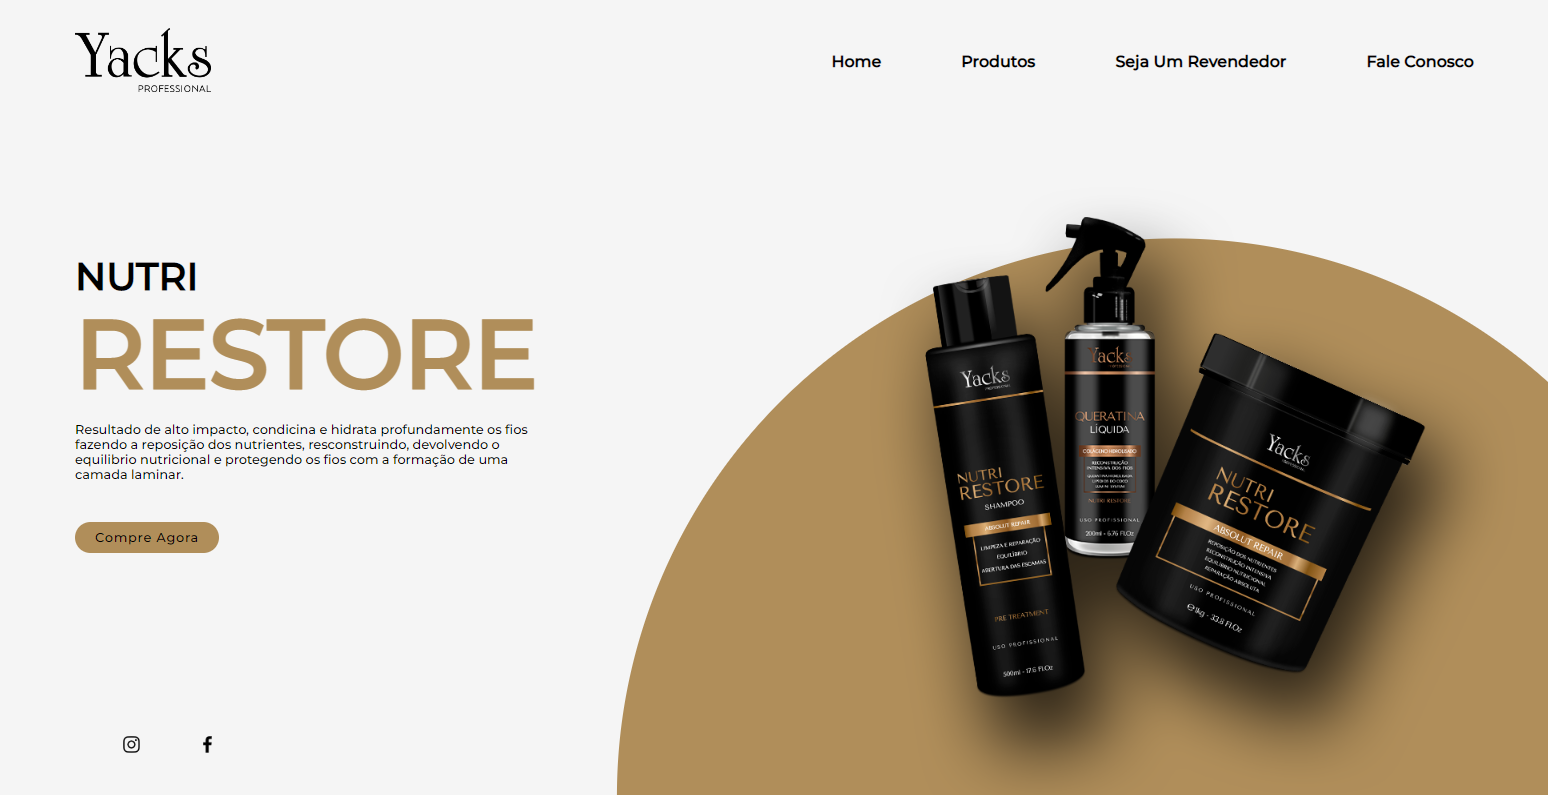 Yacks
PROFESSIONAL
Home
Produtos
Seja Um Revendedor
Fale Conosco
NUTRI
RESTORE
Resultado de alto impacto, condicina e hidrata profundamente os fios
fazendo a reposição dos nutrientes, resconstruindo, devolvendo o
equilibrio nutricional e protegendo os fios com a formação de uma
camada laminar.
Compre Agora
Yacks
NUTRI
RESTORE
SHAMPOO
ABSOLUT REPAIR
LIMPEZA E REPARAÇÃO
EQUILÍBRIO
ABERTURA DAS ESCAMAS
PRE TREATMENT
USO PROFISSIONAL
500ml - 17.6 Fl.Oz
Yacks
QUERATINA
LÍQUIDA
COLÁGENO HIDROLISADO
RECONSTRUÇÃO
INTENSIVA DOS FIOS
NUTRI RESTORE
USO PROFISSIONAL
200ml - 6.76 Fl.Oz
Yacks
NUTRI
RESTORE
ABSOLUT REPAIR
REPOSIÇÃO DOS NUTRIENTES
RECONSTRUÇÃO INTENSIVA
EQUILÍBRIO NUTRICIONAL
REPARAÇÃO ABSOLUTA
USO PROFISSIONAL
1kg - 33.8 Fl.Oz